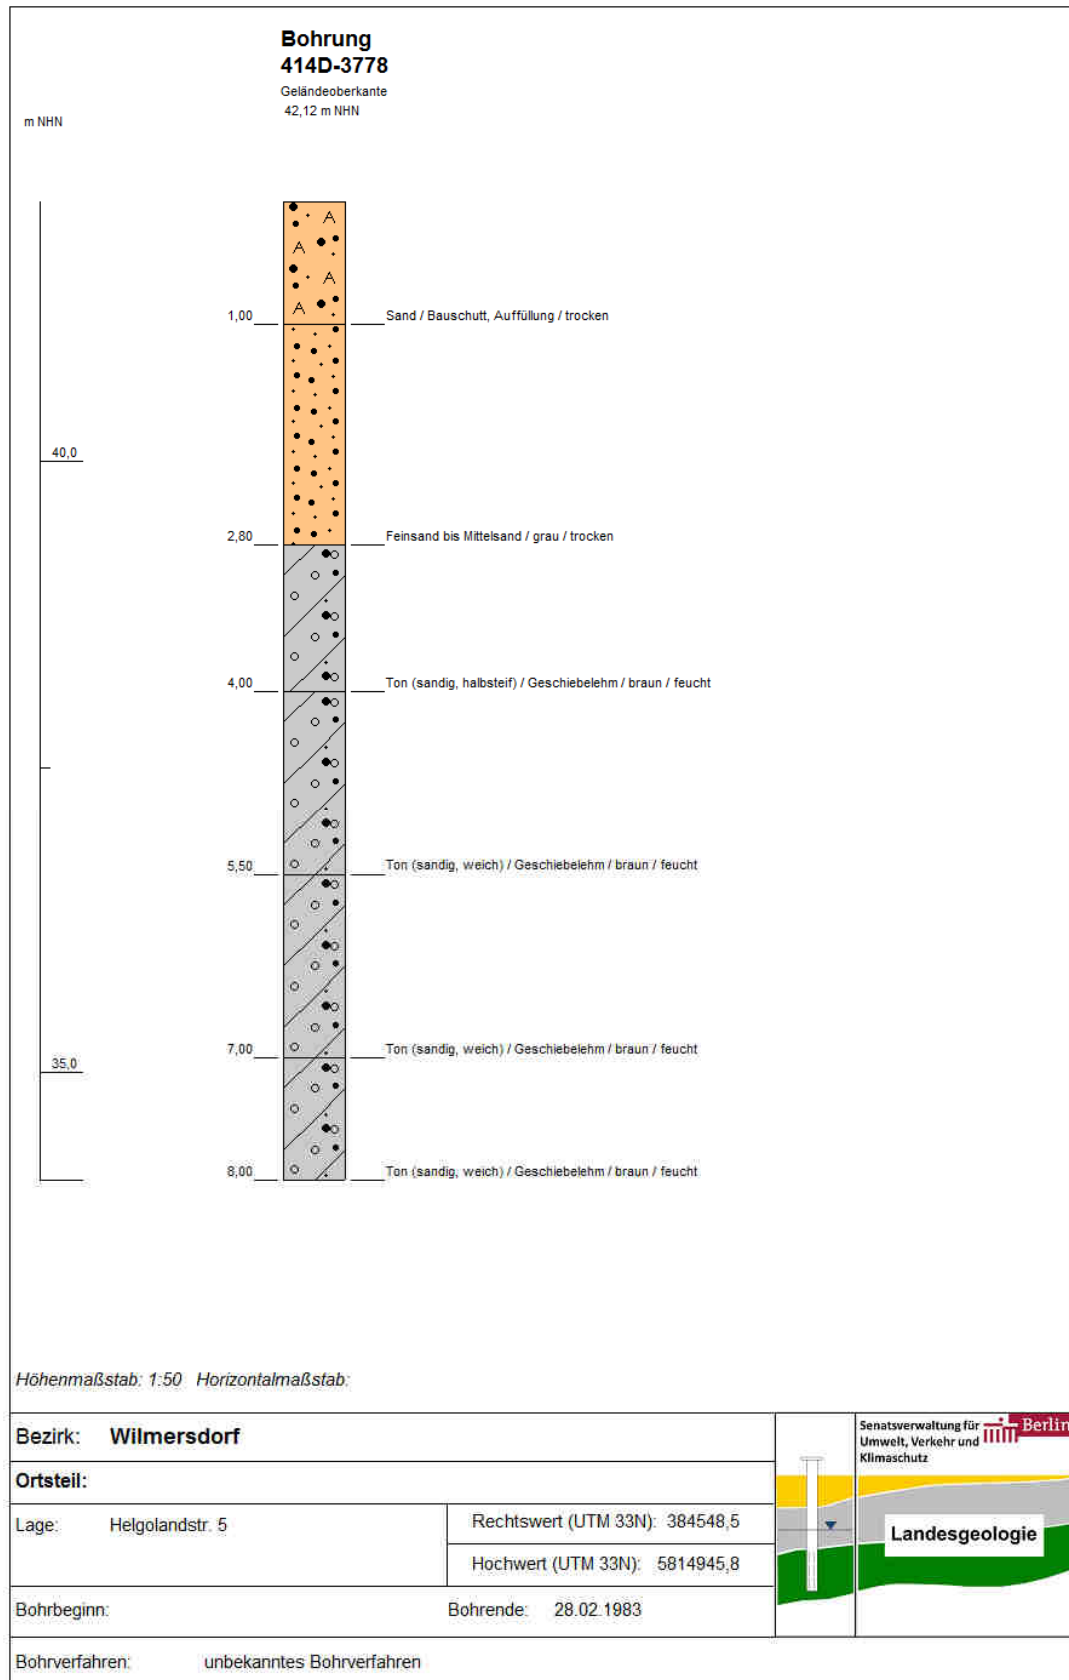 Bohrung
414D-3778
Geländeoberkante
42,12 m NHN
m NHN
A
A
A
A
1,00 Sand / Bauschutt, Auffüllung / trocken
40,0
2,80 Feinsand bis Mittelsand / grau / trocken
4,00 Ton (sandig, halbsteif) / Geschiebelehm / braun / feucht
5,50 Ton (sandig, weich) / Geschiebelehm / braun / feucht
7,00 Ton (sandig, weich) / Geschiebelehm / braun / feucht
35,0
8,00 Ton (sandig, weich) / Geschiebelehm / braun / feucht
Höhenmaßstab: 1:50 Horizontalmaßstab:
Bezirk: Wilmersdorf
Ortsteil:
Lage: Helgolandstr. 5
Rechtswert (UTM 33N): 384548,5
Hochwert (UTM 33N): 5814945,8
Bohrbeginn: Bohrende: 28.02.1983
Bohrverfahren: unbekanntes Bohrverfahren
Senatsverwaltung für
Umwelt, Verkehr und
Klimaschutz
Berlin
Landesgeologie